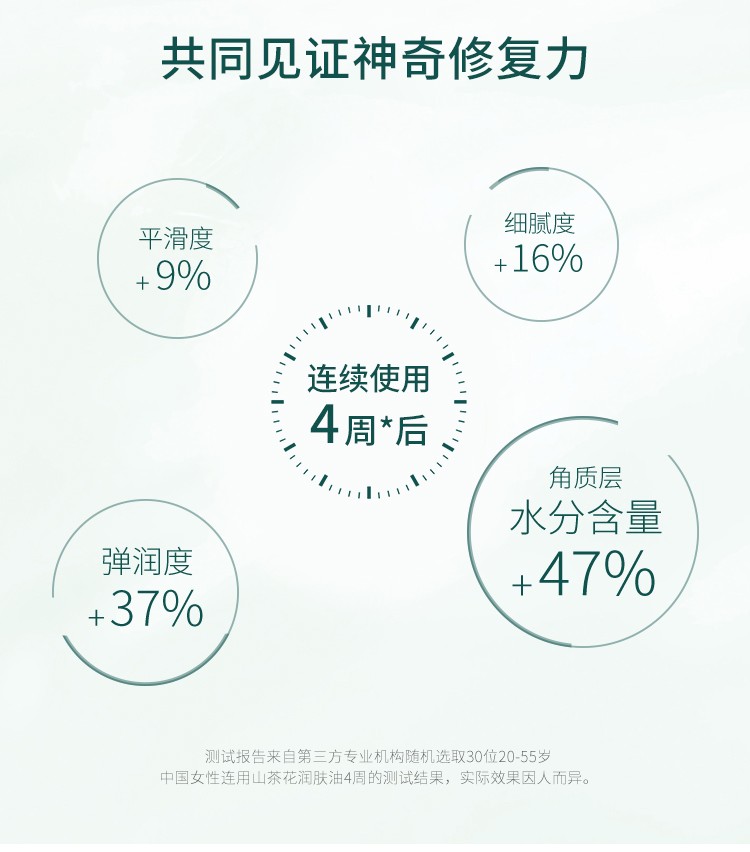 共同见证神奇修复力
平滑度
+9%
细腻度
+16%
连续使用
4周*后
角质层
水分含量
+47%
弹润度
+37%
测试报告来自第三方专业机构随机选取30位20-55岁
中国女性连用山茶花润肤油4周的测试结果，实际效果因人而异。